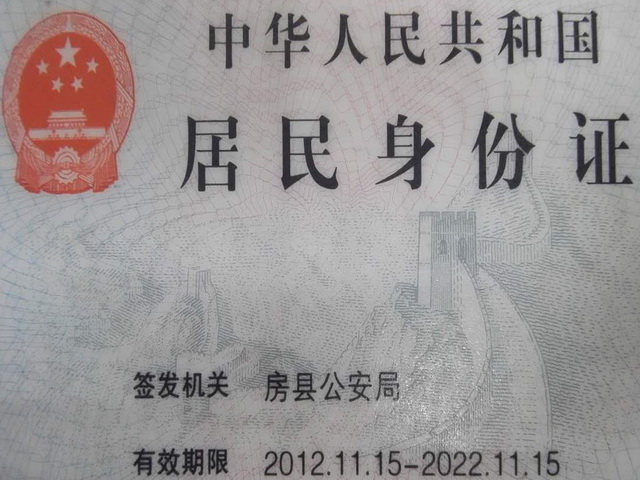 中华人民共和国
居民身份证
签发机关 房县公安局
有效期限 2012.11.15-2022.11.15